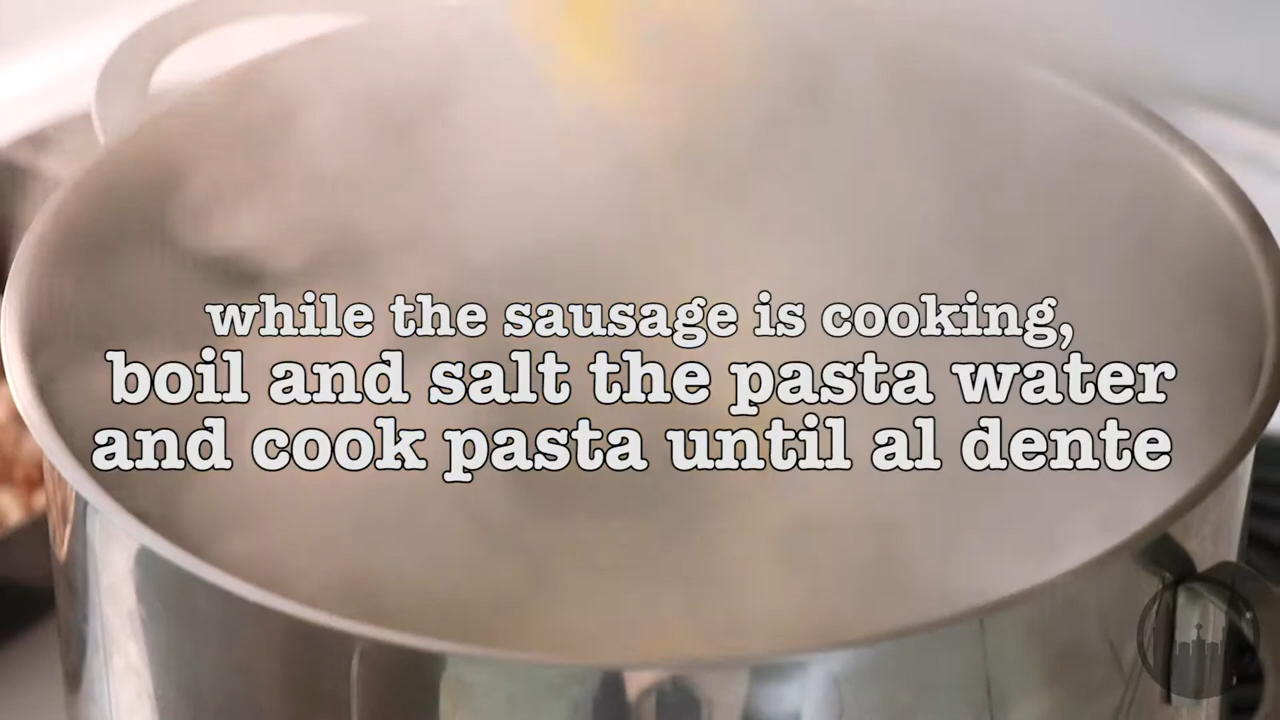 while the sausage is cooking,
boil and salt the pasta water
and cook pasta until al dente